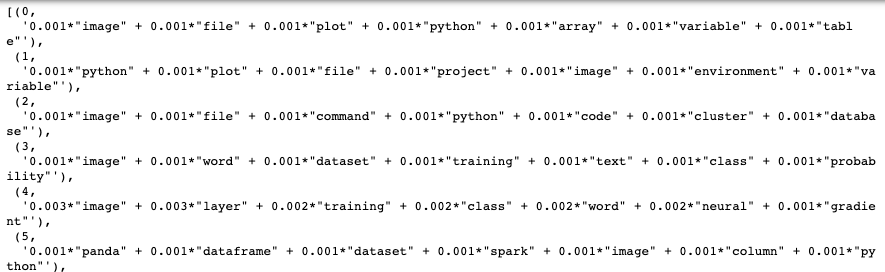 [(0,
'0.001*"image" + 0.001*"file" + 0.001*"plot" + 0.001*"python" + 0.001*"array" + 0.001*"variable" + 0.001*"tabl
e"'),
(1,
'0.001*"python" + 0.001*"plot" + 0.001*"file" + 0.001*"project" + 0.001*"image" + 0.001*"environment" + 0.001*"va
riable"'),
(2,
'0.001*"image" + 0.001*"file" + 0.001*"command" + 0.001*"python" + 0.001*"code" + 0.001*"cluster" + 0.001*"databa
se"'),
(3,
'0.001*"image" + 0.001*"word" + 0.001*"dataset" + 0.001*"training" + 0.001*"text" + 0.001*"class" + 0.001*"probab
ility"'),
(4,
'0.003*"image" + 0.003*"layer" + 0.002*"training" + 0.002*"class" + 0.002*"word" + 0.002*"neural" + 0.001*"gradie
nt"'),
(5,
'0.001*"panda" + 0.001*"dataframe" + 0.001*"dataset" + 0.001*"spark" + 0.001*"image" + 0.001*"column" + 0.001*"py
thon"'),